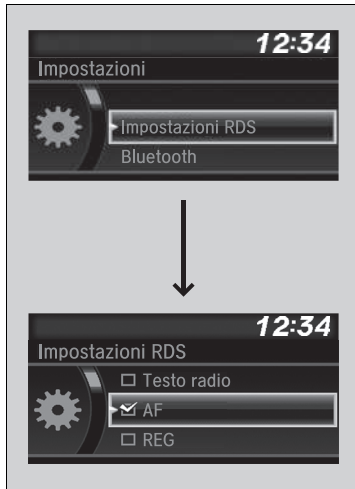 12:34
Impostazioni
Impostazioni RDS
Bluetooth
12:34
Impostazioni RDS
Testo radio
AF
REG